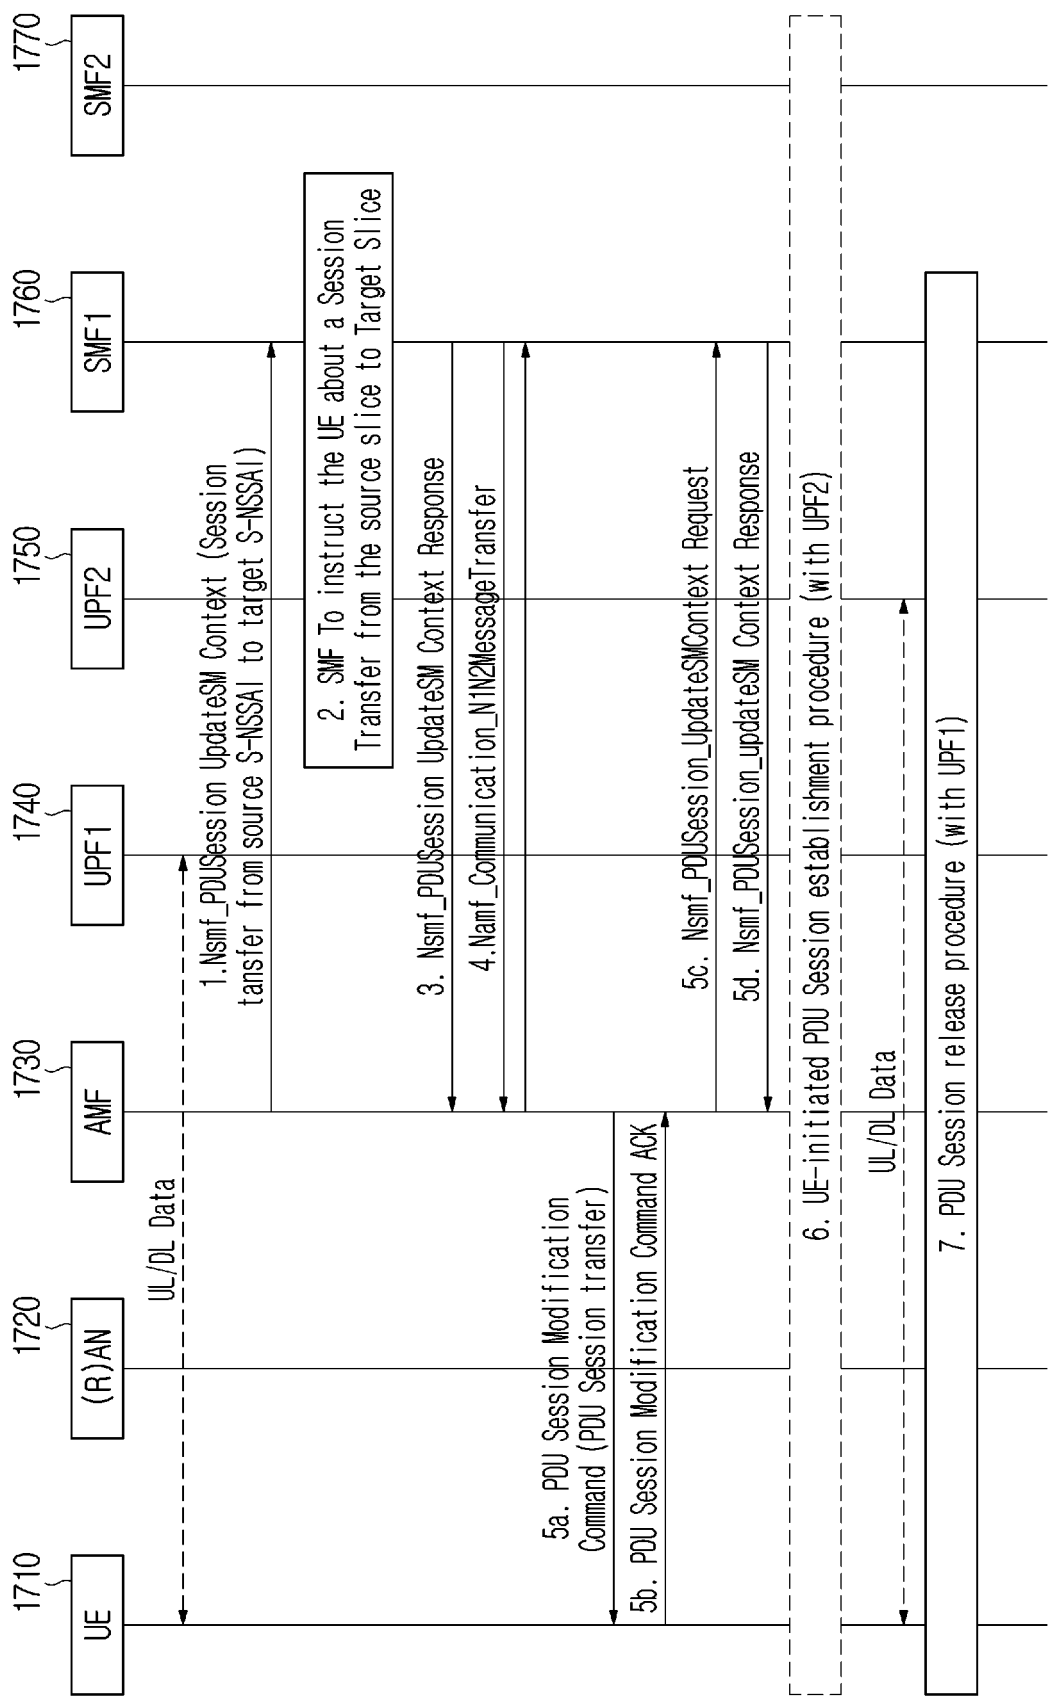 1710
UE
1720
(R)AN
1730
AMF
1740
UPF1
1750
UPF2
1760
SMF1
1770
SMF2
UL/DL Data
1.Nsmf_PDUSession UpdateSM Context (Session
tansfer from source S-NSSAI to target S-NSSAI)
2. SMF To instruct the UE about a Session
Transfer from the source slice to Target Slice
3. Nsmf_PDUSession UpdateSM Context Response
4.Namf_Communication_N1N2MessageTransfer
5a. PDU Session Modification
Command (PDU Session transfer)
5b. PDU Session Modification Command ACK
5c. Nsmf_PDUSession_UpdateSMContext Request
5d. Nsmf_PDUSession_updateSM Context Response
6. UE-initiated PDU Session establishment procedure (with UPF2)
UL/DL Data
7. PDU Session release procedure (with UPF1)